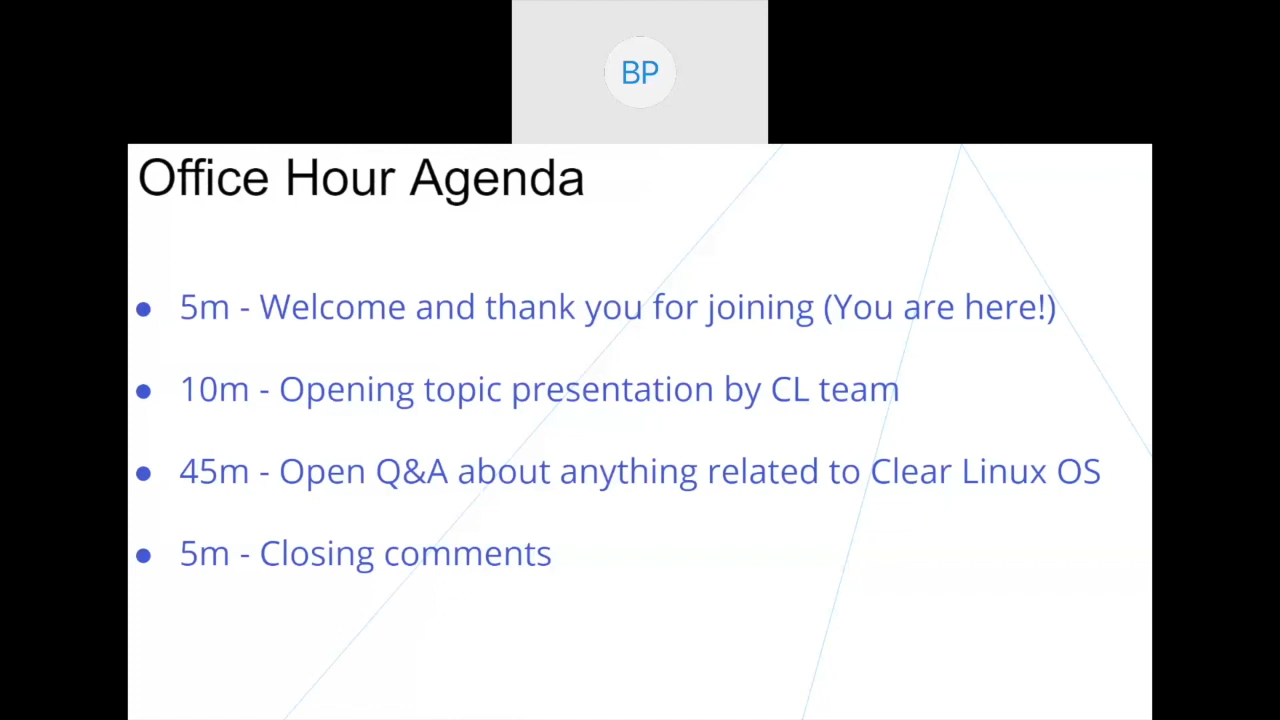 BP
Office Hour Agenda
● 5m - Welcome and thank you for joining (You are here!)
● 10m - Opening topic presentation by CL team
● 45m - Open Q&A about anything related to Clear Linux OS
● 5m - Closing comments